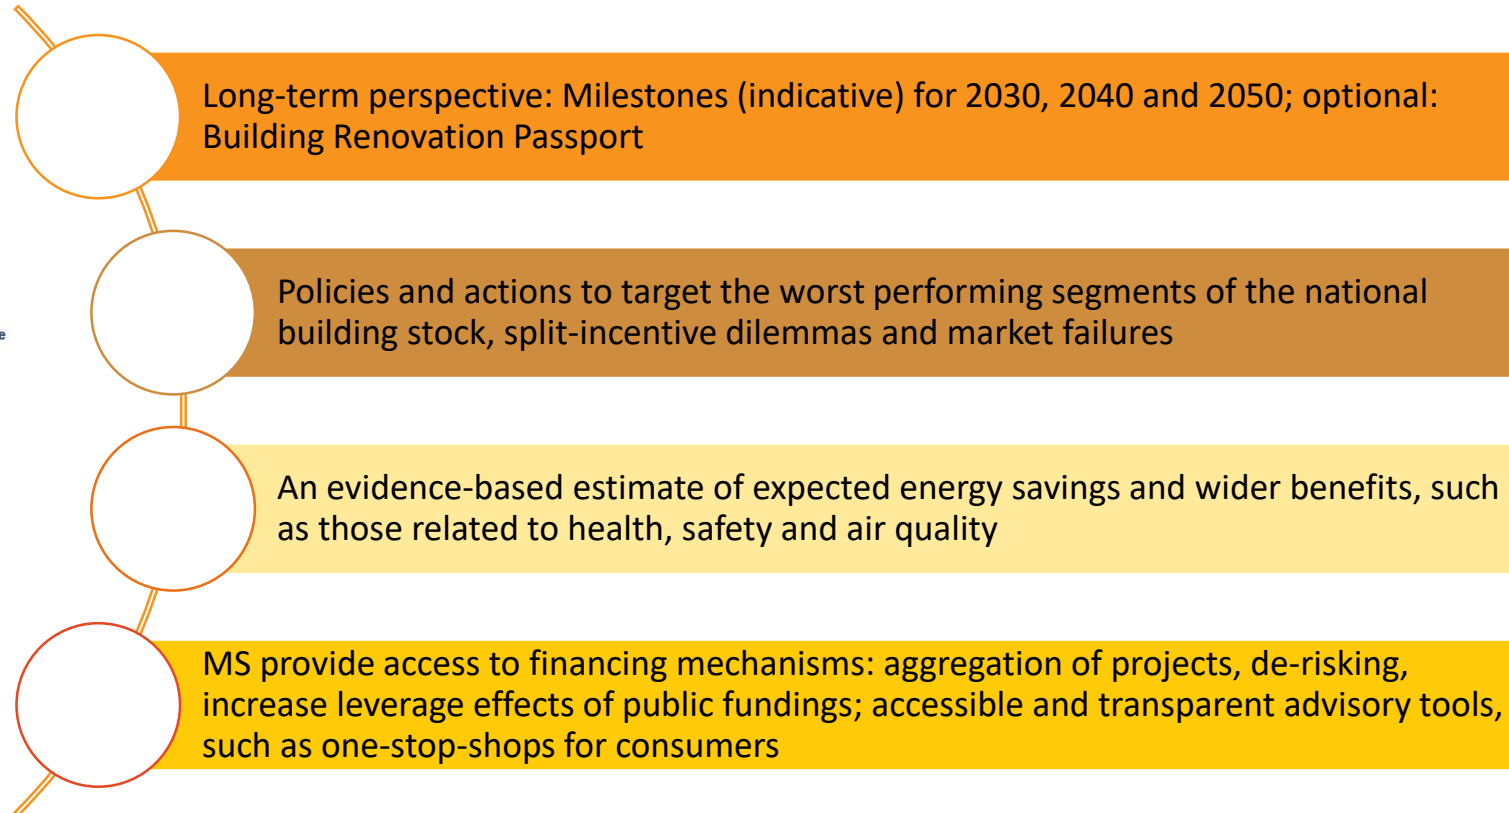 Long-term perspective: Milestones (indicative) for 2030, 2040 and 2050; optional:
Building Renovation Passport
Policies and actions to target the worst performing segments of the national
building stock, split-incentive dilemmas and market failures
e
An evidence-based estimate of expected energy savings and wider benefits, such
as those related to health, safety and air quality
MS provide access to financing mechanisms: aggregation of projects, de-risking,
increase leverage effects of public fundings; accessible and transparent advisory tools,
such as one-stop-shops for consumers